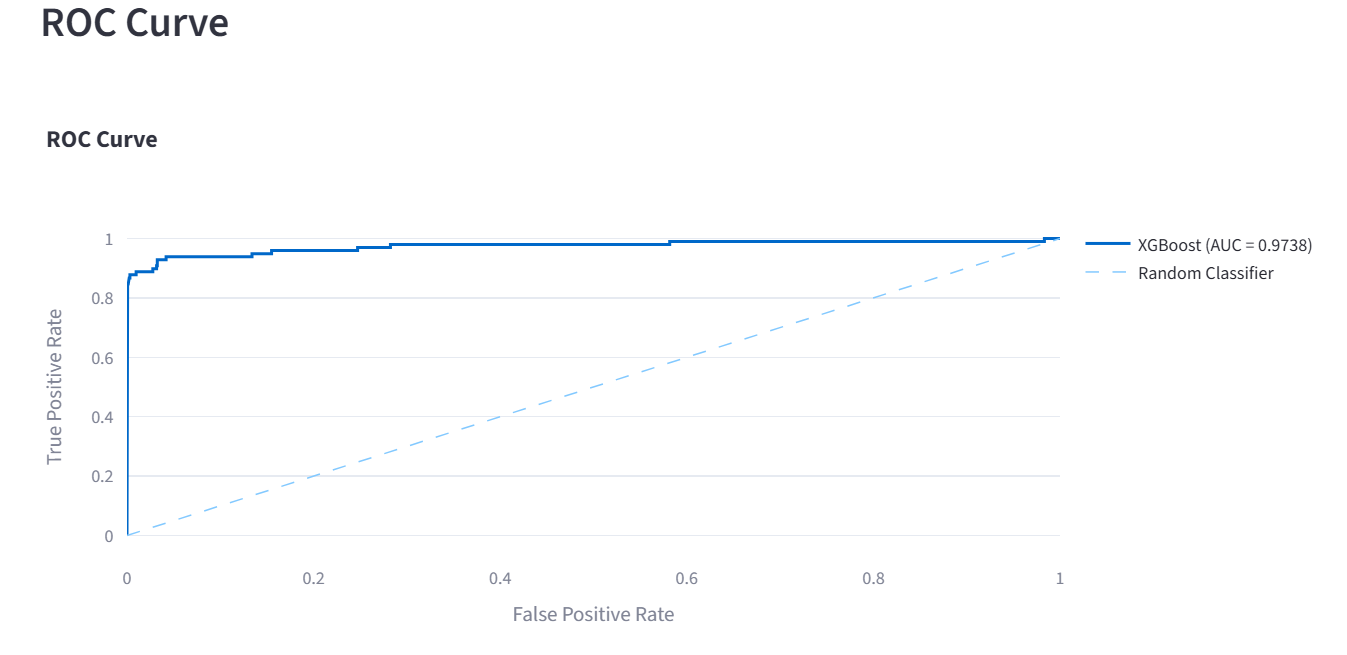 ROC Curve
ROC Curve
1
0.8
0.6
0.4
0.2
0
True Positive Rate
0
0.2
0.4
0.6
0.8
1
False Positive Rate
XGBoost (AUC = 0.9738)
Random Classifier